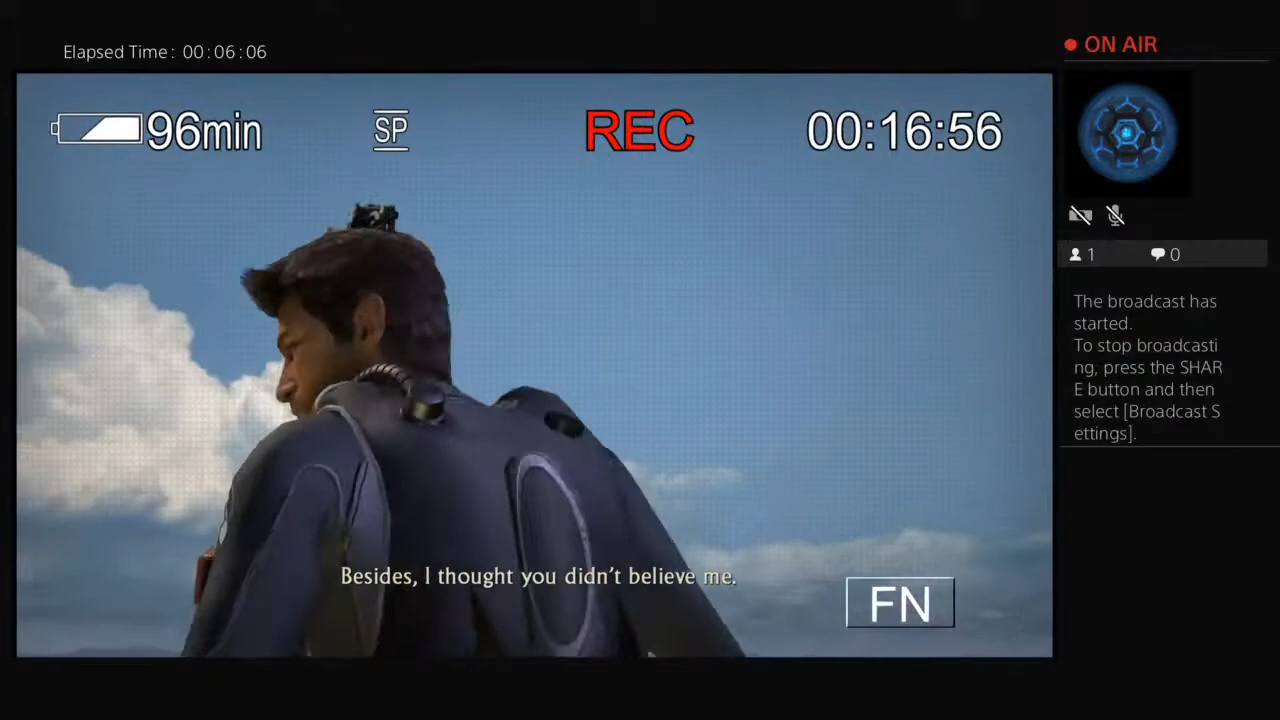 Elapsed Time: 00:06:06
ON AIR
96min
SP
REC
00:16:56
1
0
The broadcast has
started.
To stop broadcasti
ng, press the SHAR
E button and then
select [Broadcast S
ettings].
Besides, I thought you didn't believe me.
FN